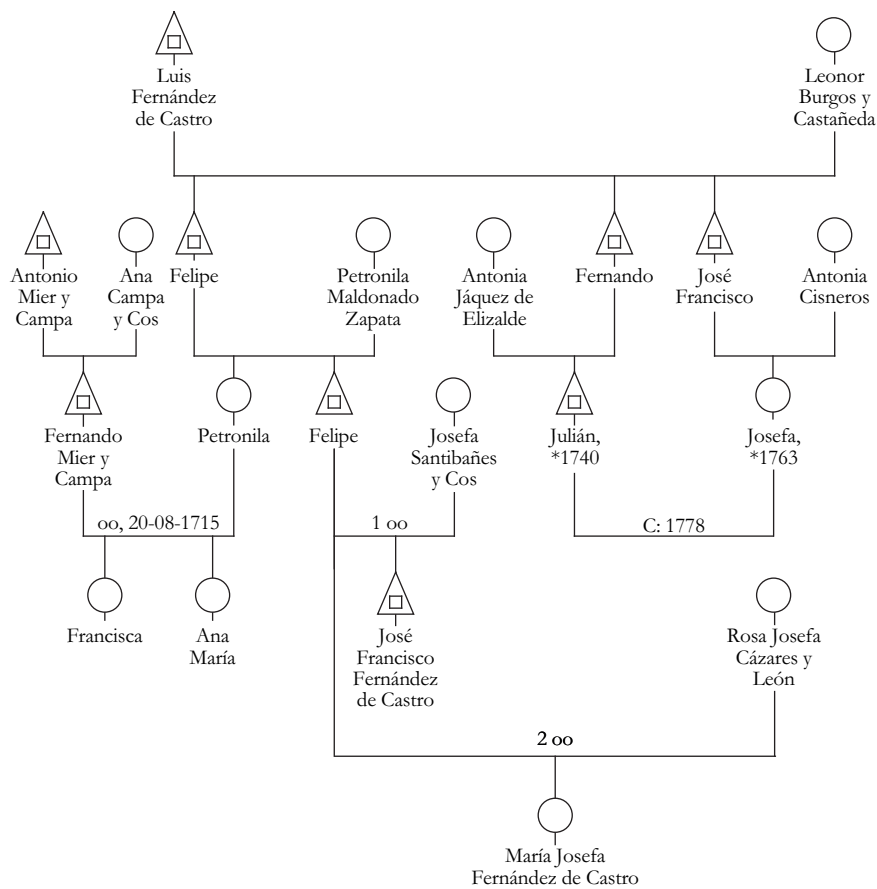 Luis
Fernández
de Castro
Leonor
Burgos y
Castañeda
Antonio
Mier y
Campa
Ana
Campa
y Cos
Felipe
Petronila
Maldonado
Zapata
Antonia
Jáquez de
Elizalde
Fernando
José
Francisco
Antonia
Cisneros
Fernando
Mier y
Campa
Petronila
Felipe
Josefa
Santibañes
y Cos
Julián,
*1740
Josefa,
*1763
oo, 20-08-1715
1 oo
C: 1778
Francisca
Ana
María
José
Francisco
Fernández
de Castro
Rosa Josefa
Cázares y
León
2 oo
María Josefa
Fernández de Castro